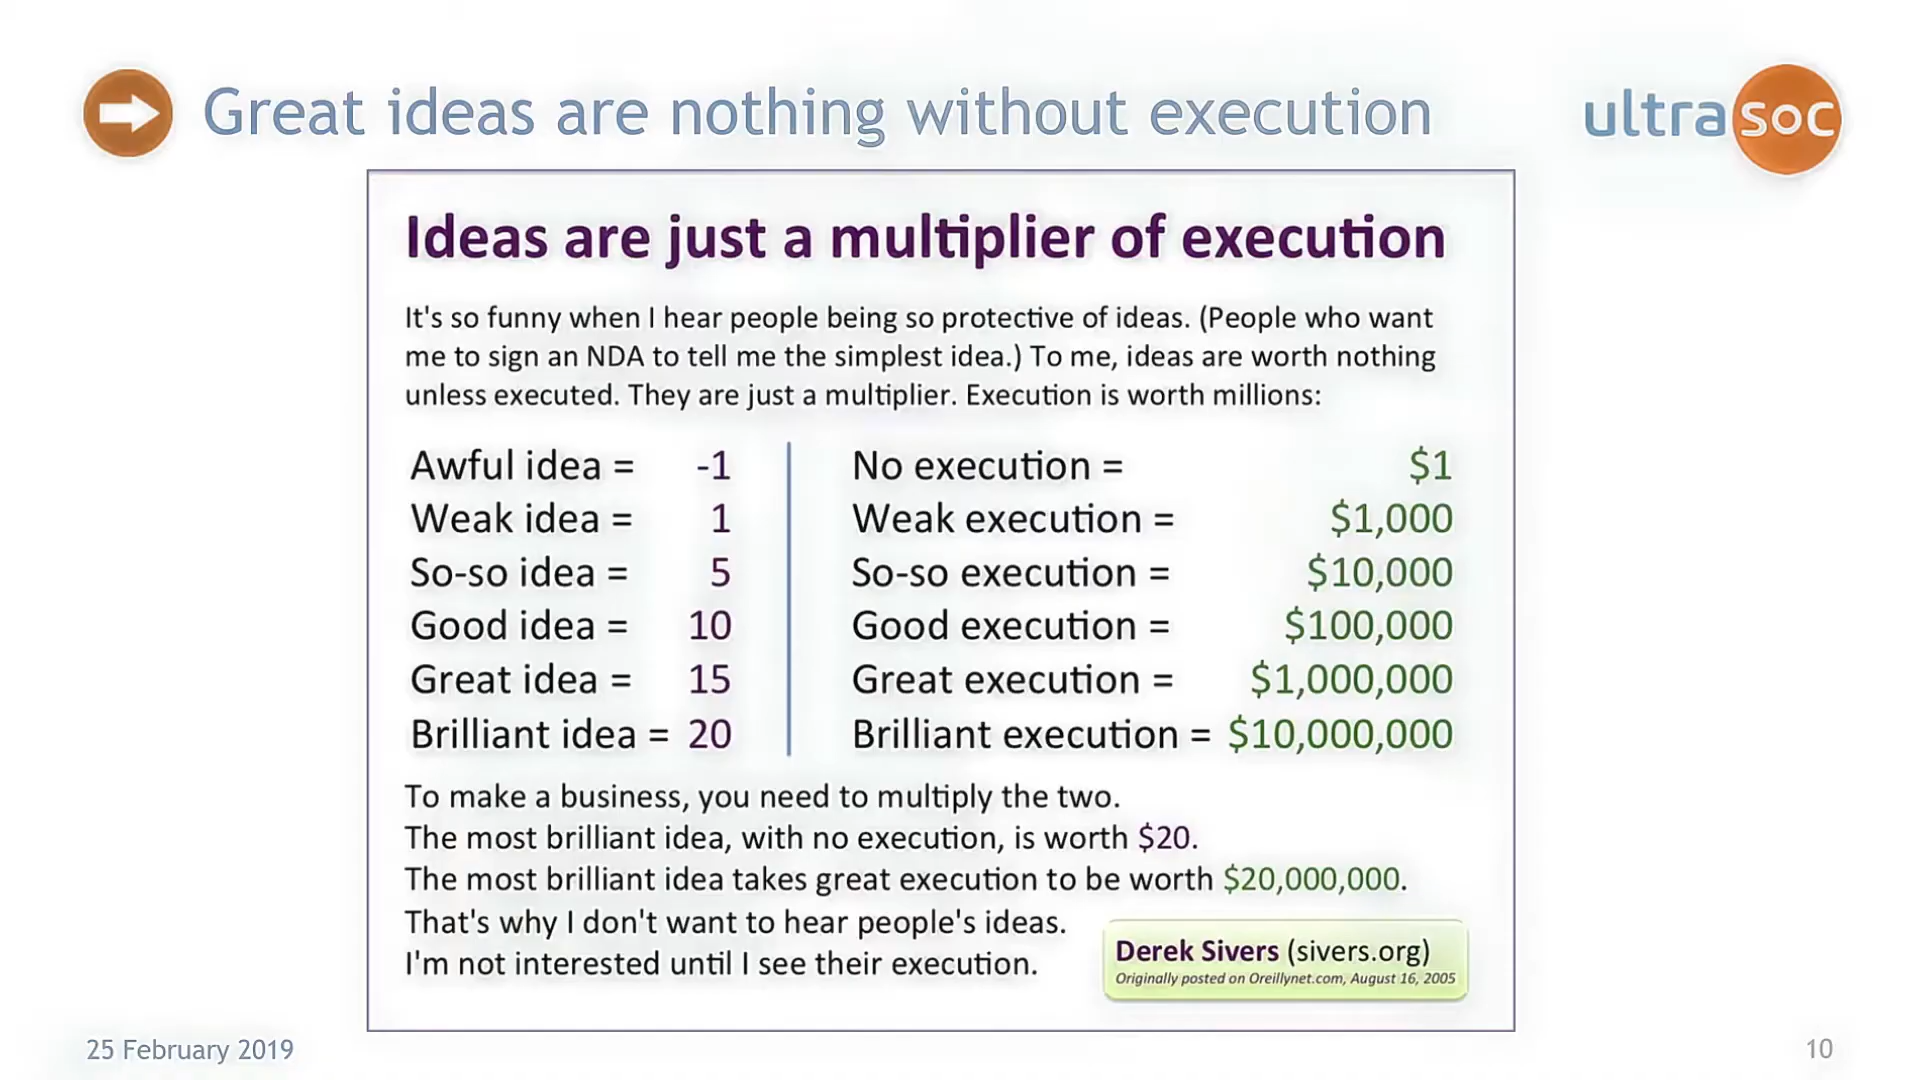 Great ideas are nothing without execution
ultrasoc
Ideas are just a multiplier of execution
It's so funny when I hear people being so protective of ideas. (People who want
me to sign an NDA to tell me the simplest idea.) To me, ideas are worth nothing
unless executed. They are just a multiplier. Execution is worth millions:
Awful idea = -1
Weak idea = 1
So-so idea = 5
Good idea = 10
Great idea = 15
Brilliant idea = 20
No execution = $1
Weak execution = $1,000
So-so execution = $10,000
Good execution = $100,000
Great execution = $1,000,000
Brilliant execution = $10,000,000
To make a business, you need to multiply the two.
The most brilliant idea, with no execution, is worth $20.
The most brilliant idea takes great execution to be worth $20,000,000.
That's why I don't want to hear people's ideas.
I'm not interested until I see their execution.
Derek Sivers (sivers.org)
Originally posted on Oreillynet.com, August 16, 2005
25 February 2019
10